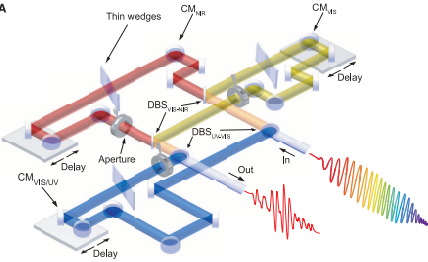 A
CM_NIR
CM_VIS
Thin wedges
Delay
DBS_VIS-NIR
DBS_UV-VIS
Delay
Aperture
Out
In
CM_VIS/UV
Delay